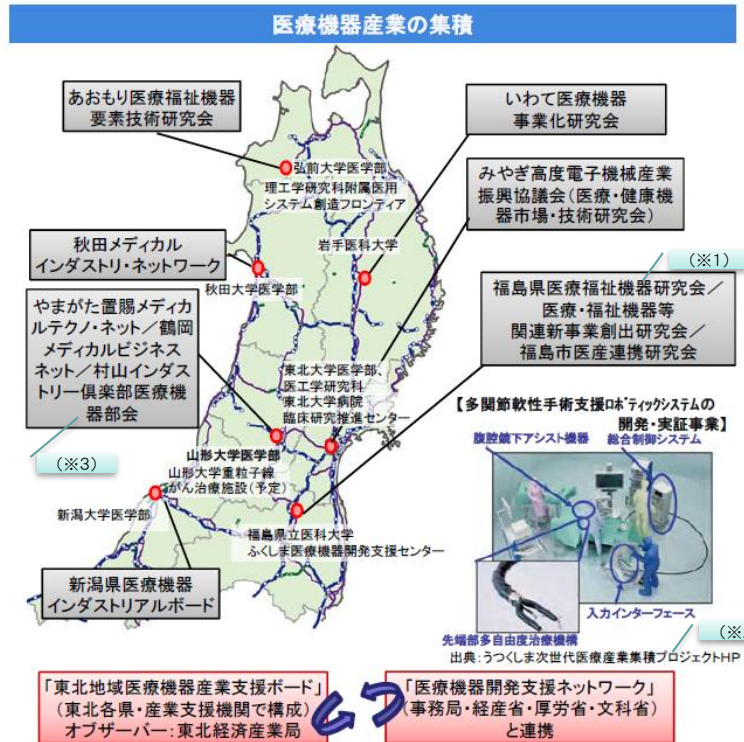 医療機器産業の集積
あおもり医療福祉機器
要素技術研究会
いわて医療機器
事業化研究会
弘前大学医学部
理工学研究科附属医用
システム創造フロンティア
みやぎ高度電子機械産業
振興協議会（医療・健康機
器市場・技術研究会）
岩手医科大学
秋田メディカル
インダストリ・ネットワーク
秋田大学医学部
（※1）
福島県医療福祉機器研究会／
医療・福祉機器等
関連新事業創出研究会／
福島市医産連携研究会
やまがた置賜メディカ
ルテクノ・ネット／鶴岡
メディカルビジネス
ネット／村山インダス
トリー倶楽部医療機
器部会
（※3）
東北大学医学部、
医工学研究科
東北大学病院
臨床研究推進センター
山形大学医学部
山形大学重粒子線
がん治療施設（予定）
新潟大学医学部
福島県立医科大学
ふくしま医療機器開発支援センター
新潟県医療機器
インダストリアルボード
【多関節軟性手術支援ﾛﾎﾞﾃｨｯｸシステムの
開発・実証事業】
腹腔鏡下アシスト機器
総合制御システム
入力インターフェース
先端部多自由度治療機構
（※
出典：うつくしま次世代医療産業集積プロジェクトHP
「東北地域医療機器産業支援ボード」
（東北各県・産業支援機関で構成）
オブザーバー：東北経済産業局
「医療機器開発支援ネットワーク」
（事務局・経産省・厚労省・文科省）
と連携